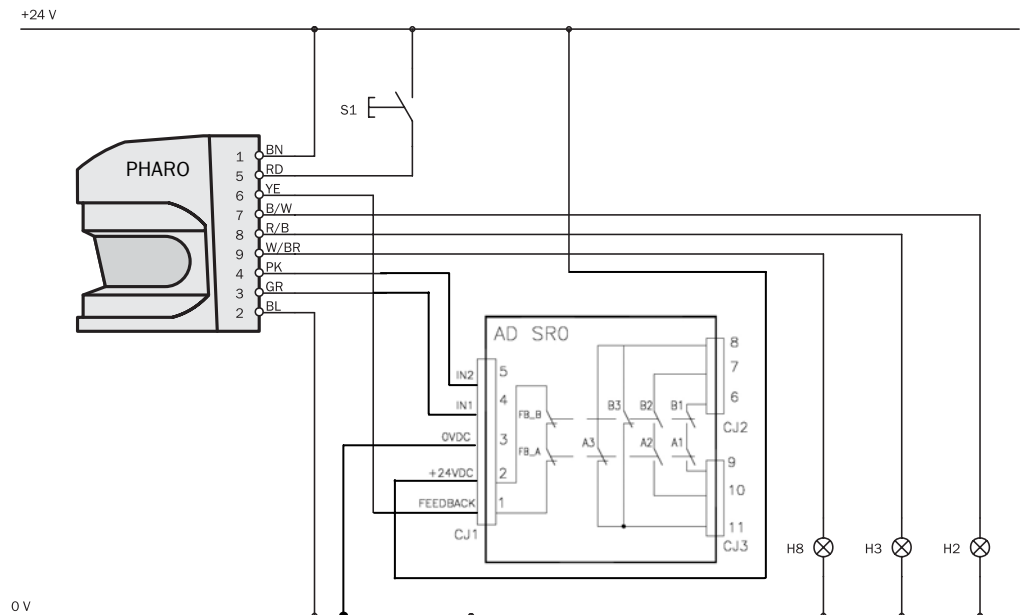 +24 V
S1
PHARO
1 BN
5 RD
6 YE
7 B/W
8 R/B
9 W/BR
4 PK
3 GR
2 BL
AD SR0
IN2 5
IN1 4
0VDC 3
+24VDC 2
FEEDBACK 1
CJ1
FB_B
FB_A
B3 B2 B1
A3 A2 A1
8
7
6
CJ2
9
10
11
CJ3
H8 H3 H2
0 V